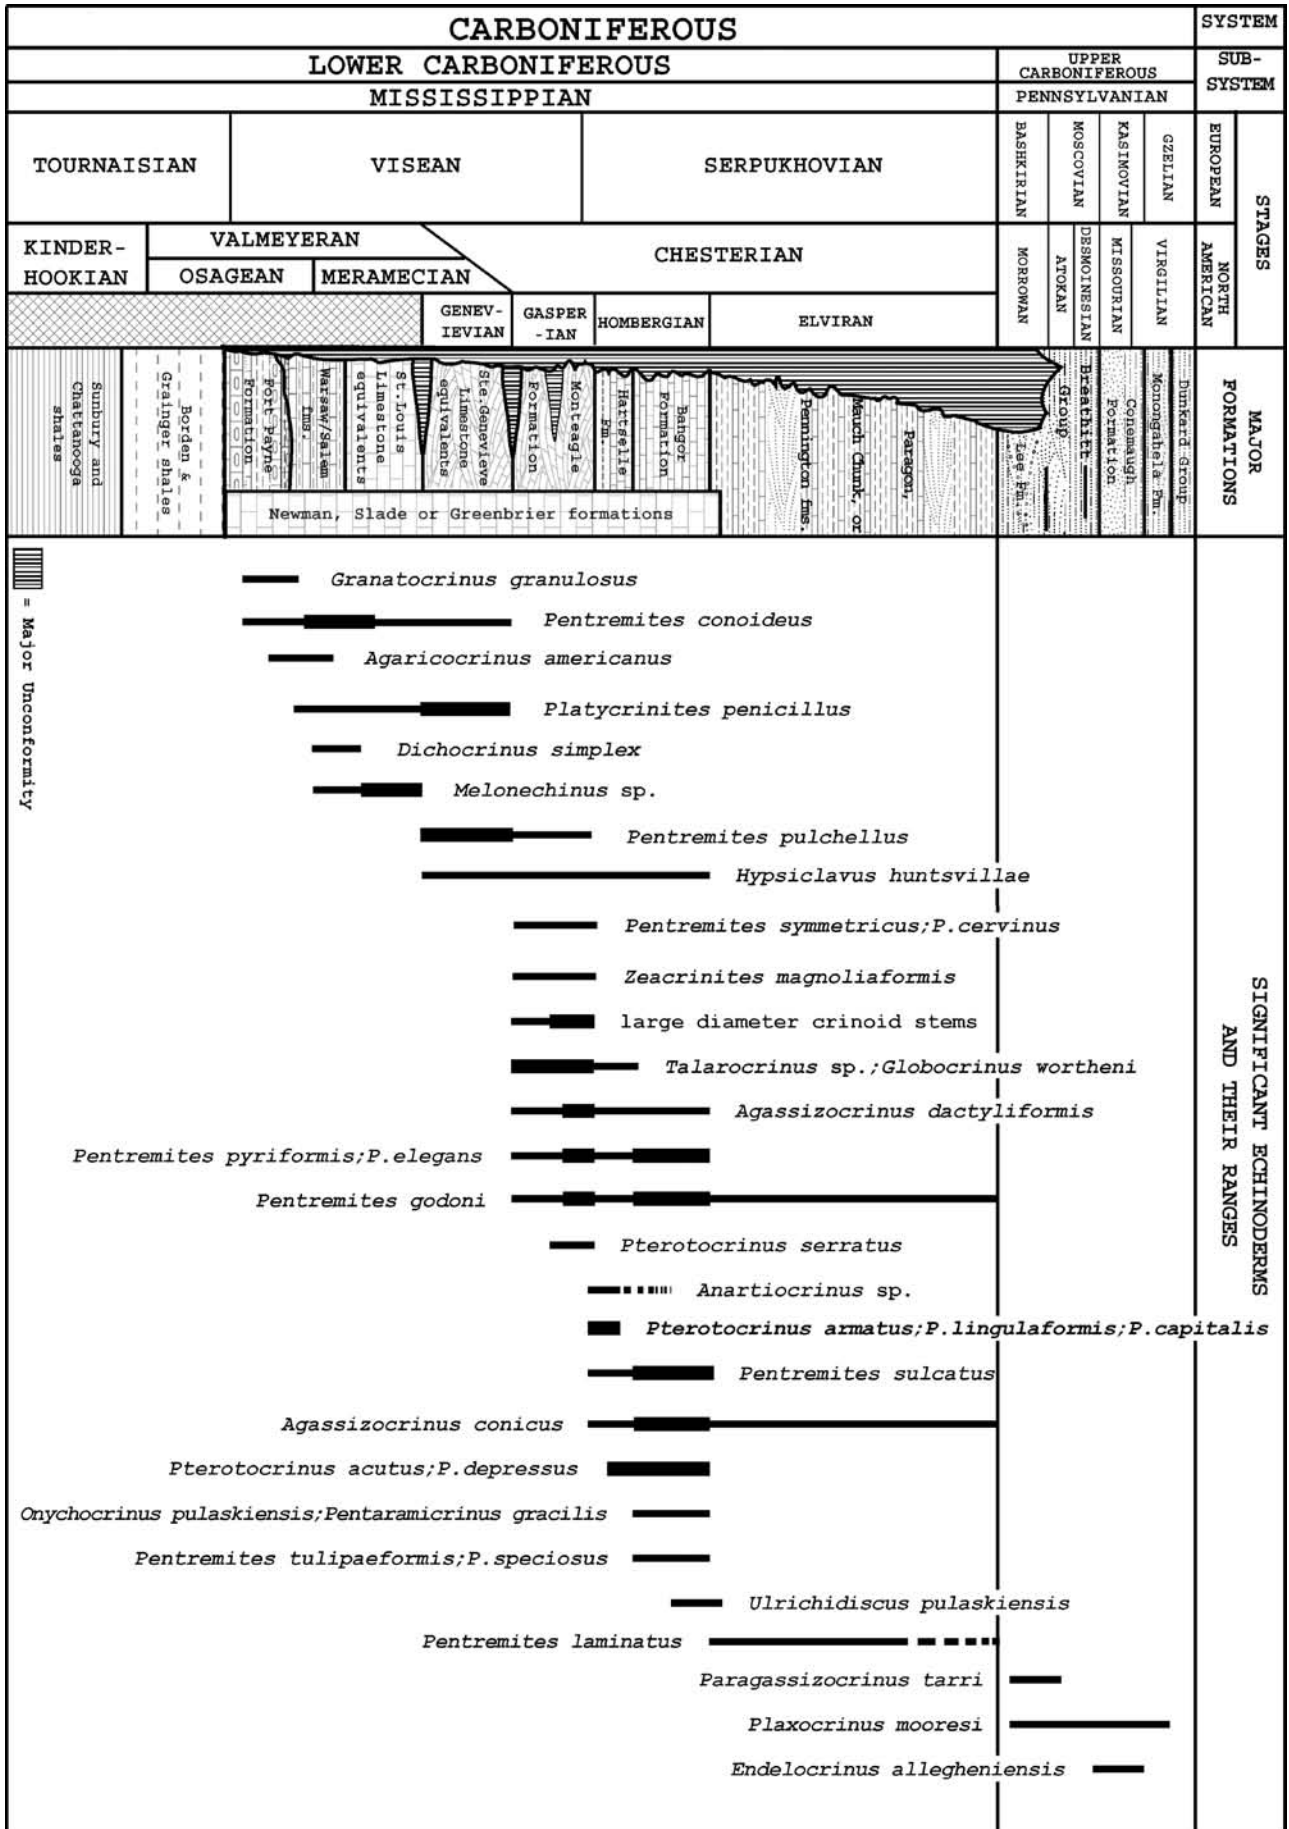 CARBONIFEROUS
SYSTEM
LOWER CARBONIFEROUS
UPPER
CARBONIFEROUS
SUB-
SYSTEM
MISSISSIPPIAN
PENNSYLVANIAN
TOURNAISIAN
VISEAN
SERPUKHOVIAN
BASHKIRIAN
MOSCOVIAN
KASIMOVIAN
GZELIAN
EUROPEAN
STAGES
KINDER-
HOOKIAN
VALMEYERAN
OSAGEAN
MERAMECIAN
CHESTERIAN
GENEV-
IEVIAN
GASPER
-IAN
HOMBERGIAN
ELVIRAN
MORROWAN
ATOKAN
DESMOINESIAN
MISSOURIAN
VIRGILIAN
NORTH
AMERICAN
Sunbury and
Chattanooga
shales
Borden &
Grainger shales
Fort Payne
Formation
Warsaw/Salem
fms.
St.Louis
Limestone
equivalents
Ste.Genevieve
Limestone
equivalents
Monteagle
Formation
Hartselle
Fm.
Bangor
Formation
Paragon,
Mauch Chunk, or
Pennington fms.
Lee Fm.
Breathitt
Group
Conemaugh
Formation
Monongahela Fm.
Dunkard Group
MAJOR
FORMATIONS
Newman, Slade or Greenbrier formations
= Major Unconformity
Granatocrinus granulosus
Pentremites conoideus
Agaricocrinus americanus
Platycrinites penicillus
Dichocrinus simplex
Melonechinus sp.
Pentremites pulchellus
Hypsiclavus huntsvillae
Pentremites symmetricus;P.cervinus
Zeacrinites magnoliaformis
large diameter crinoid stems
Talarocrinus sp.;Globocrinus wortheni
Agassizocrinus dactyliformis
Pentremites pyriformis;P.elegans
Pentremites godoni
Pterotocrinus serratus
Anartiocrinus sp.
Pterotocrinus armatus;P.lingulaformis;P.capitalis
Pentremites sulcatus
Agassizocrinus conicus
Pterotocrinus acutus;P.depressus
Onychocrinus pulaskiensis;Pentaramicrinus gracilis
Pentremites tulipaeformis;P.speciosus
Ulrichidiscus pulaskiensis
Pentremites laminatus
Paragassizocrinus tarri
Plaxocrinus mooresi
Endelocrinus allegheniensis
SIGNIFICANT ECHINODERMS
AND THEIR RANGES